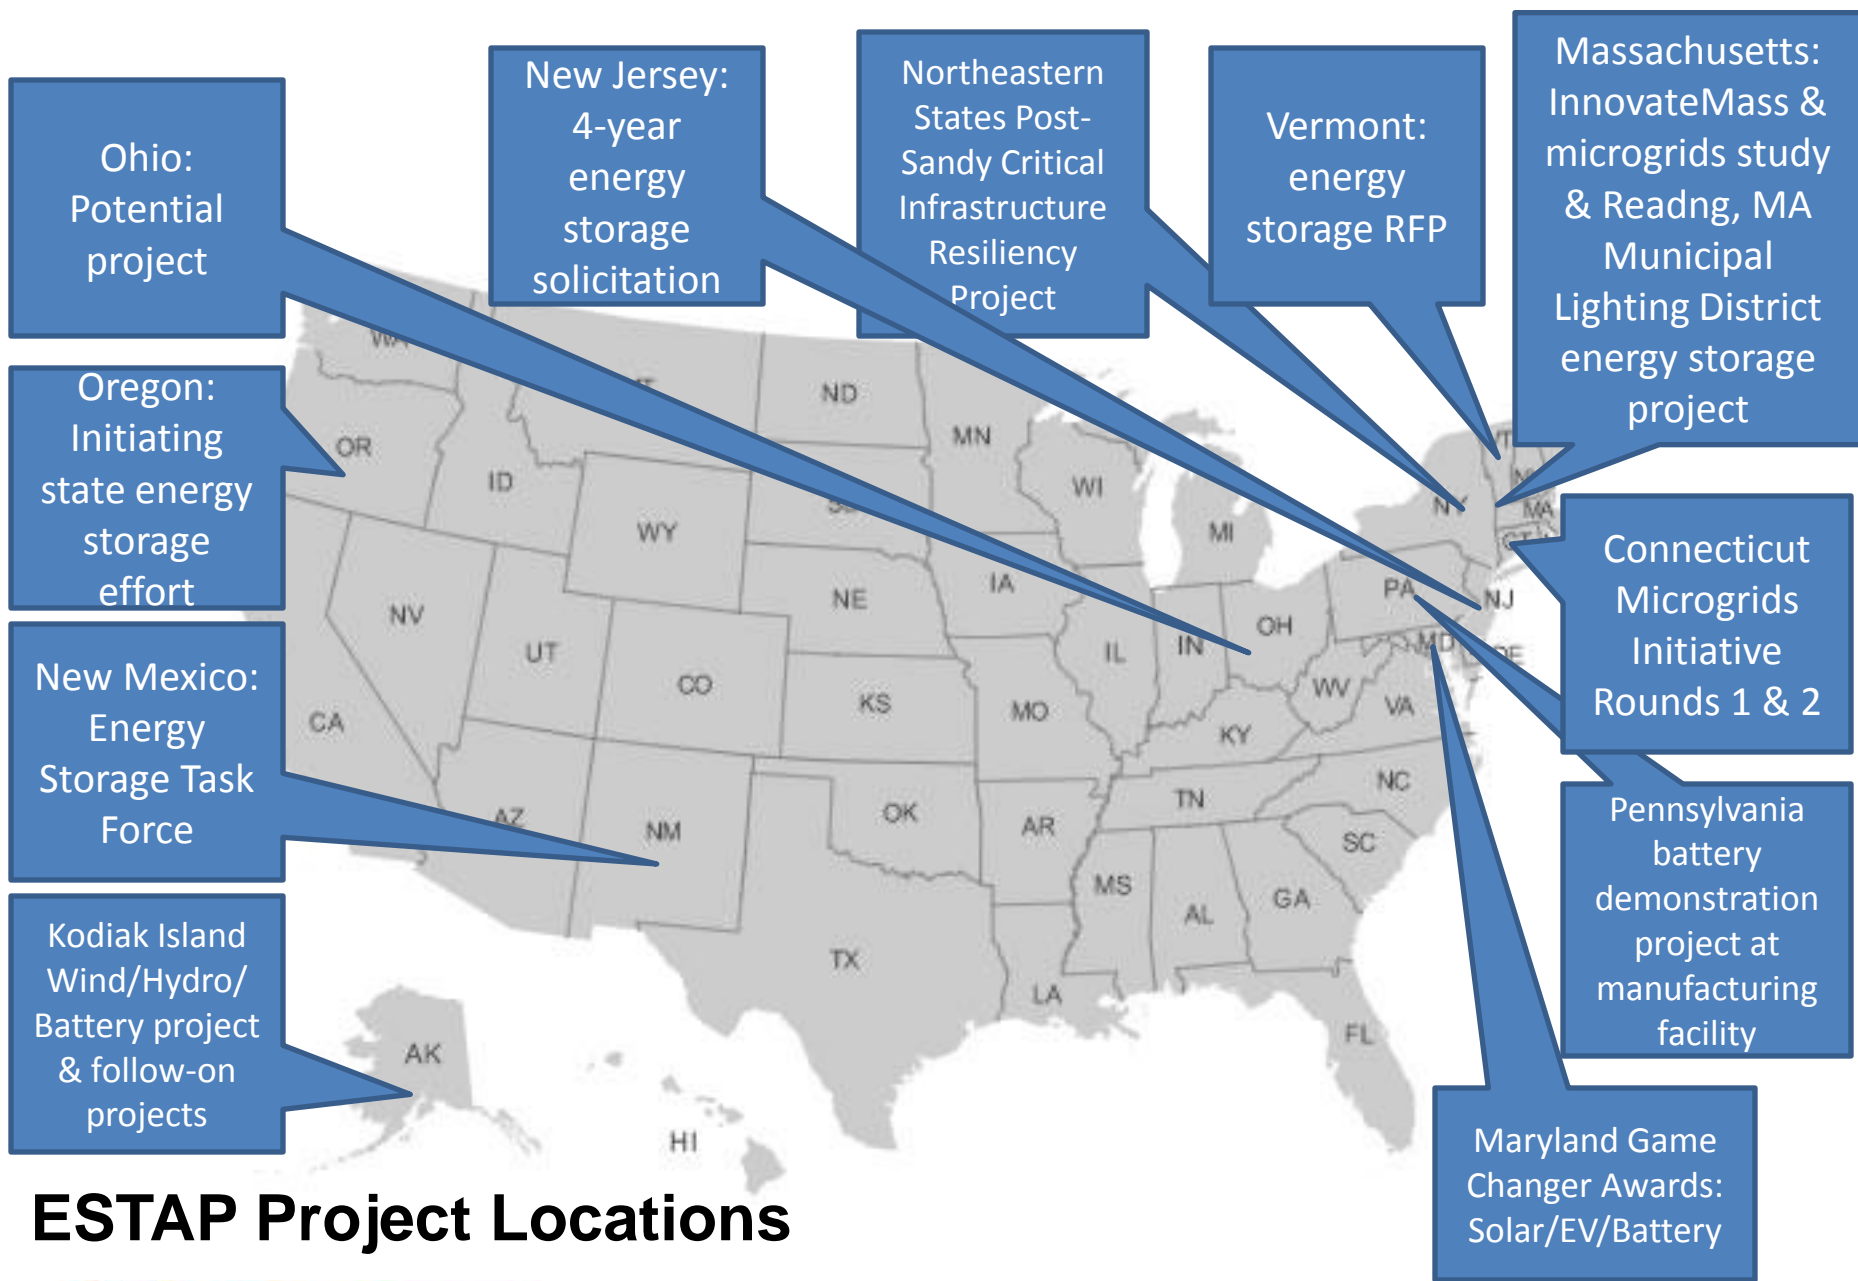 Ohio:
Potential
project
New Jersey:
4-year
energy
storage
solicitation
Northeastern
States Post-
Sandy Critical
Infrastructure
Resiliency
Project
Vermont:
energy
storage RFP
Massachusetts:
InnovateMass &
microgrids study
& Readng, MA
Municipal
Lighting District
energy storage
project
Oregon:
Initiating
state energy
storage
effort
New Mexico:
Energy
Storage Task
Force
Kodiak Island
Wind/Hydro/
Battery project
& follow-on
projects
Connecticut
Microgrids
Initiative
Rounds 1 & 2
Pennsylvania
battery
demonstration
project at
manufacturing
facility
Maryland Game
Changer Awards:
Solar/EV/Battery
WA
ND
MN
OR
ID
WY
SD
WI
MI
NY
VT
MA
CT
NV
UT
CO
NE
IA
IL
IN
OH
PA
NJ
MD
DE
CA
KS
MO
KY
WV
VA
AZ
NM
OK
AR
TN
NC
SC
MS
AL
GA
TX
LA
FL
AK
HI
ESTAP Project Locations